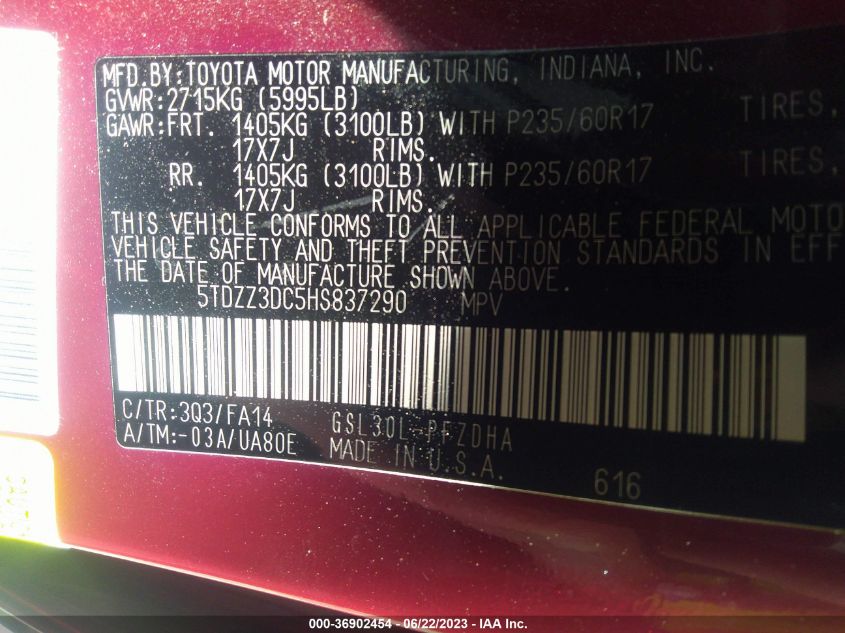 MFD.BY:TOYOTA MOTOR MANUFACTURING, INDIANA, INC.
GVWR:2715KG (5995LB)
GAWR:FRT. 1405KG (3100LB) WITH P235/60R17 TIRES,
17X7J RIMS.
RR. 1405KG (3100LB) WITH P235/60R17 TIRES,
17X7J RIMS.
THIS VEHICLE CONFORMS TO ALL APPLICABLE FEDERAL MOTO
VEHICLE SAFETY AND THEFT PREVENTION STANDARDS IN EFF
THE DATE OF MANUFACTURE SHOWN ABOVE.
5TDZZ3DC5HS837290 MPV
C/TR:3Q3/FA14 GSL30L-PFZDHA
A/TM:-03A/UA80E MADE IN U.S.A.
616
000-36902454 - 06/22/2023 - IAA Inc.